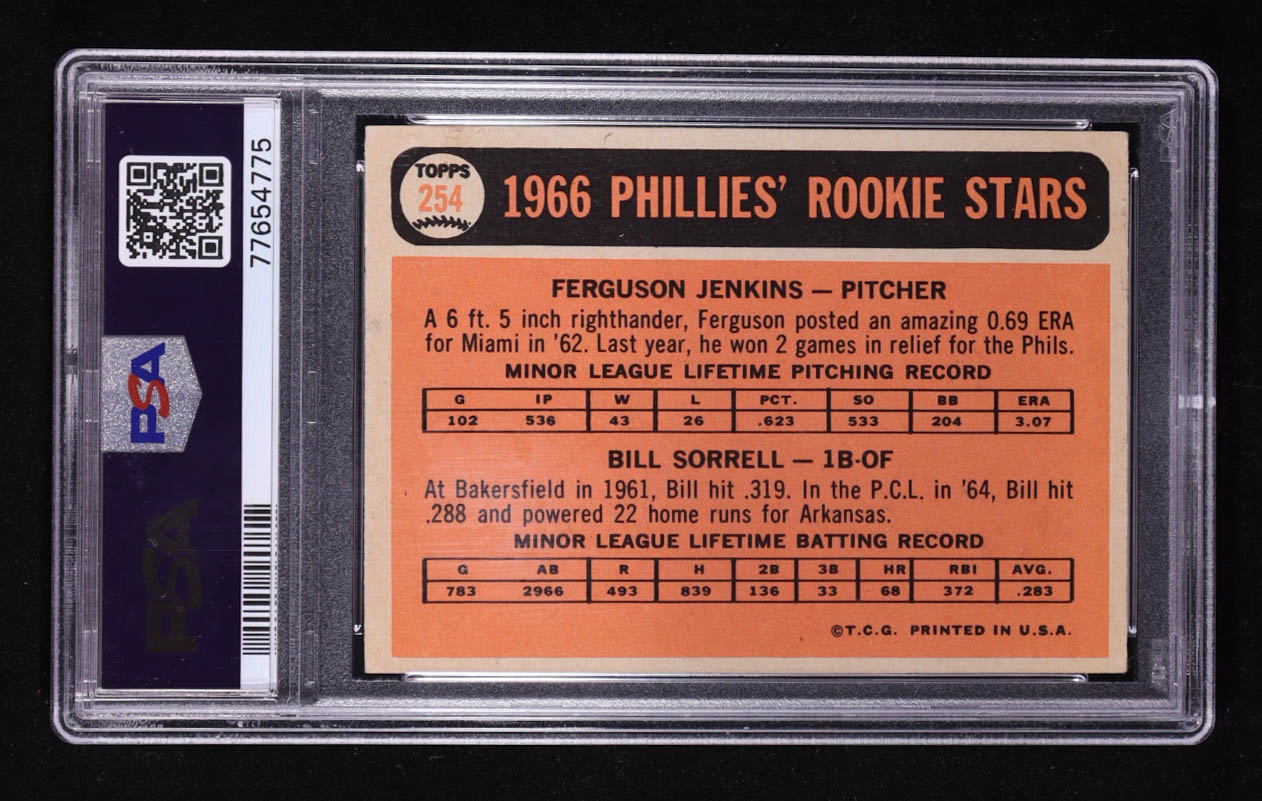 77654775
PSA
PSA
TOPPS
254
1966 PHILLIES' ROOKIE STARS
FERGUSON JENKINS — PITCHER
A 6 ft. 5 inch righthander, Ferguson posted an amazing 0.69 ERA
for Miami in '62. Last year, he won 2 games in relief for the Phils.
MINOR LEAGUE LIFETIME PITCHING RECORD
G IP W L PCT. SO BB ERA
102 536 43 26 .623 533 204 3.07
BILL SORRELL — 1B-OF
At Bakersfield in 1961, Bill hit .319. In the P.C.L. in '64, Bill hit
.288 and powered 22 home runs for Arkansas.
MINOR LEAGUE LIFETIME BATTING RECORD
G AB R H 2B 3B HR RBI AVG.
783 2966 493 839 136 33 68 372 .283
©T.C.G. PRINTED IN U.S.A.